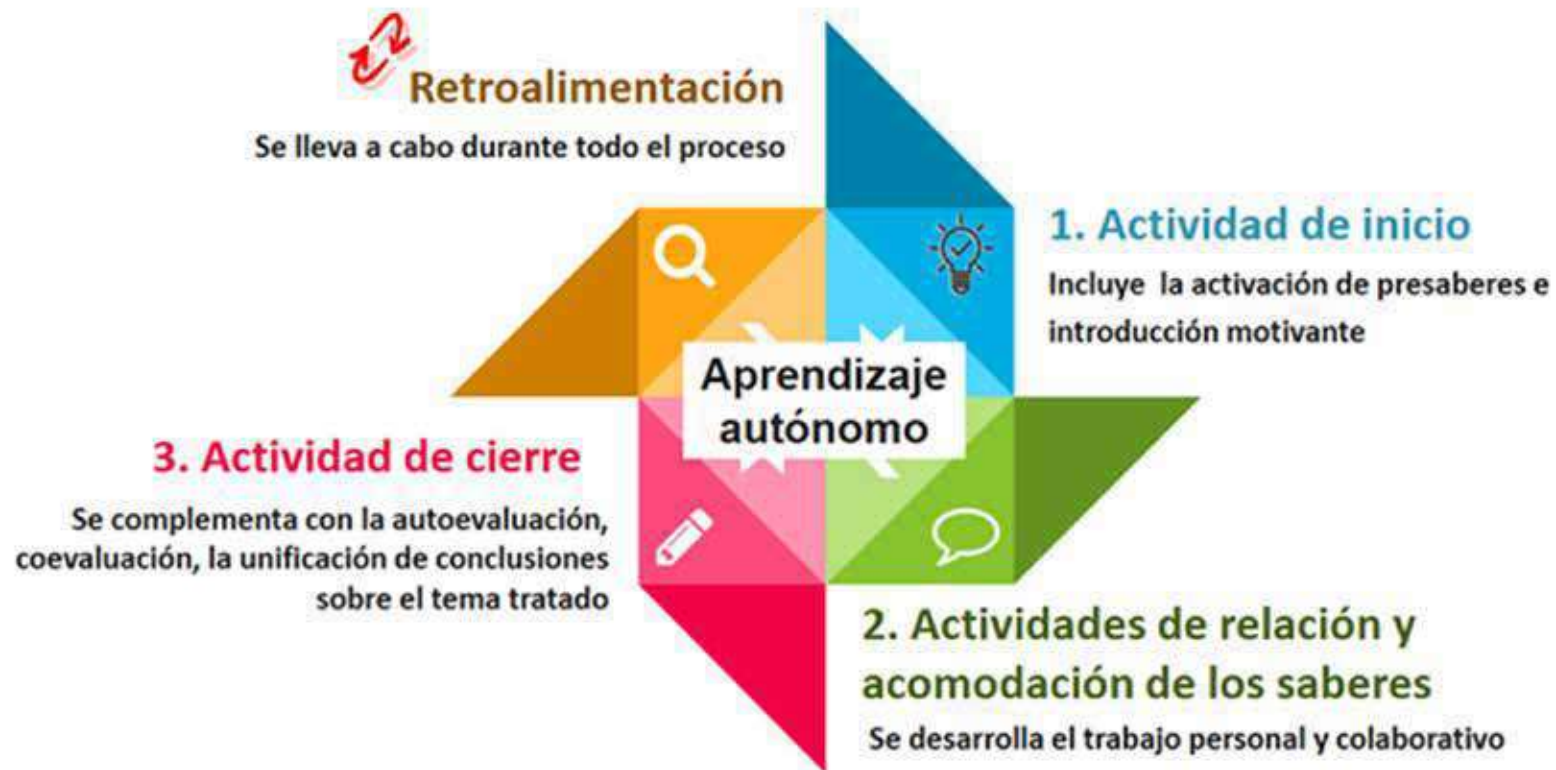 Retroalimentación
Se lleva a cabo durante todo el proceso
1. Actividad de inicio
Incluye la activación de presaberes e
introducción motivante
Aprendizaje
autónomo
2. Actividades de relación y
acomodación de los saberes
Se desarrolla el trabajo personal y colaborativo
3. Actividad de cierre
Se complementa con la autoevaluación,
coevaluación, la unificación de conclusiones
sobre el tema tratado